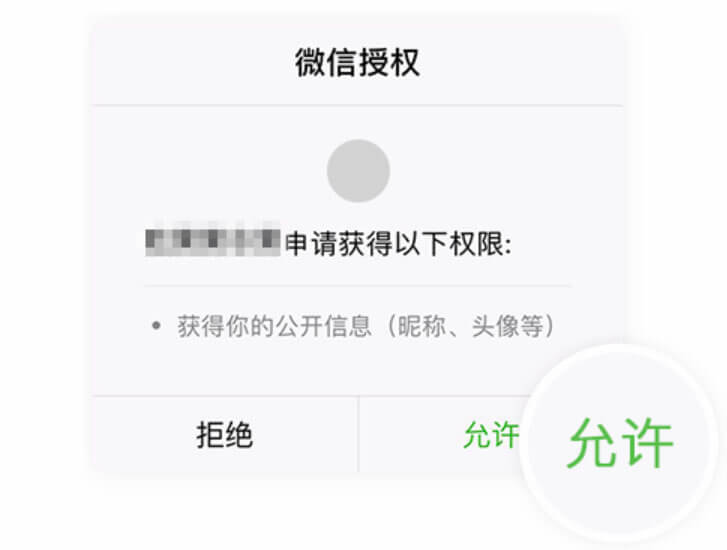 微信授权
申请获得以下权限:
• 获得你的公开信息（昵称、头像等）
拒绝
允许
允许